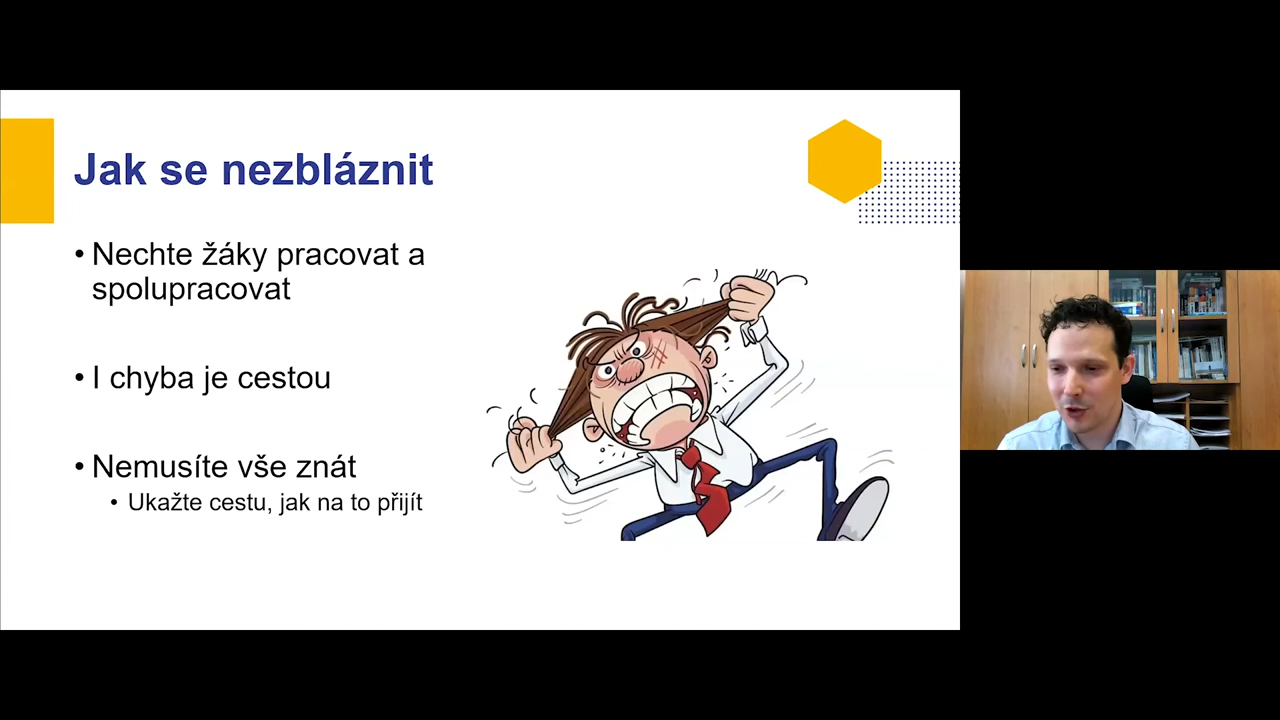 Jak se nezbláznit
• Nechte žáky pracovat a
spolupracovat
• I chyba je cestou
• Nemusíte vše znát
• Ukažte cestu, jak na to přijít